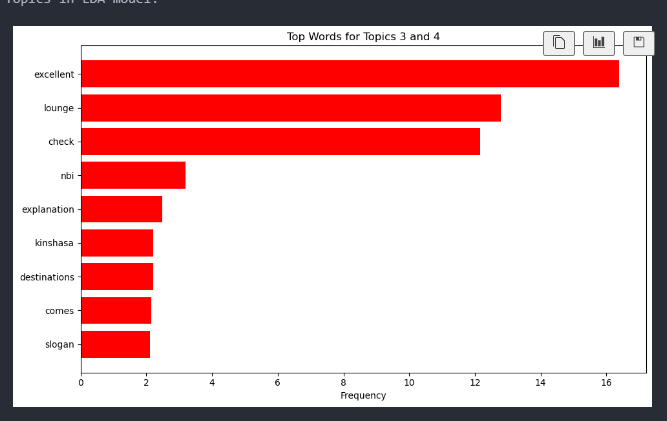 Topics in LDA model:
Top Words for Topics 3 and 4
excellent
lounge
check
nbi
explanation
kinshasa
destinations
comes
slogan
0 2 4 6 8 10 12 14 16
Frequency